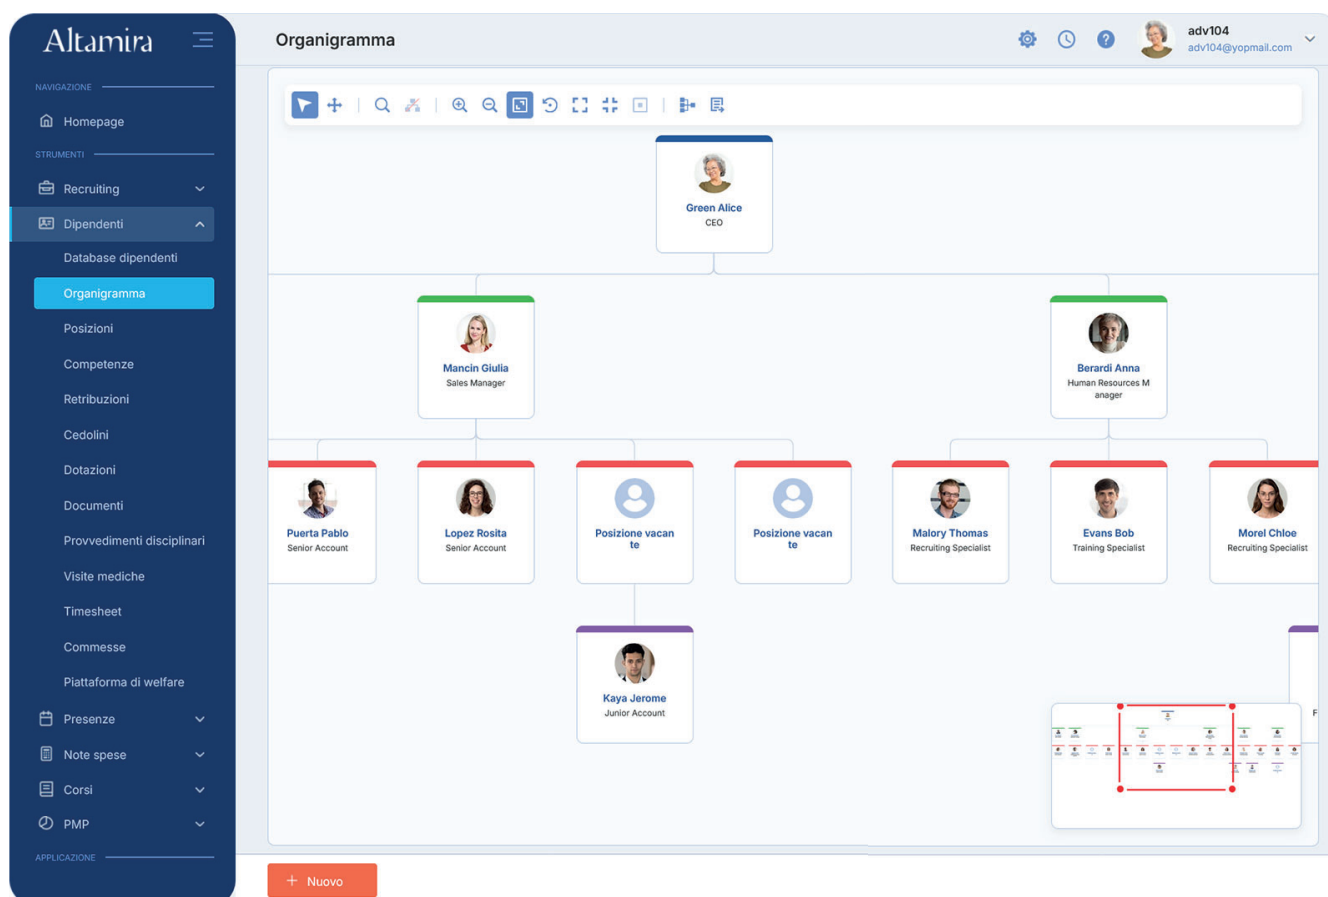 Altamira
Organigramma
adv104
adv104@yopmail.com
NAVIGAZIONE
Homepage
STRUMENTI
Recruiting
Dipendenti
Database dipendenti
Organigramma
Posizioni
Competenze
Retribuzioni
Cedolini
Dotazioni
Documenti
Provvedimenti disciplinari
Visite mediche
Timesheet
Commesse
Piattaforma di welfare
Presenze
Note spese
Corsi
PMP
APPLICAZIONE
Green Alice
CEO
Mancin Giulia
Sales Manager
Berardi Anna
Human Resources M
anager
Puerta Pablo
Senior Account
Lopez Rosita
Senior Account
Posizione vacan
te
Posizione vacan
te
Malory Thomas
Recruiting Specialist
Evans Bob
Training Specialist
Morel Chloe
Recruiting Specialist
Kaya Jerome
Junior Account
F
+ Nuovo